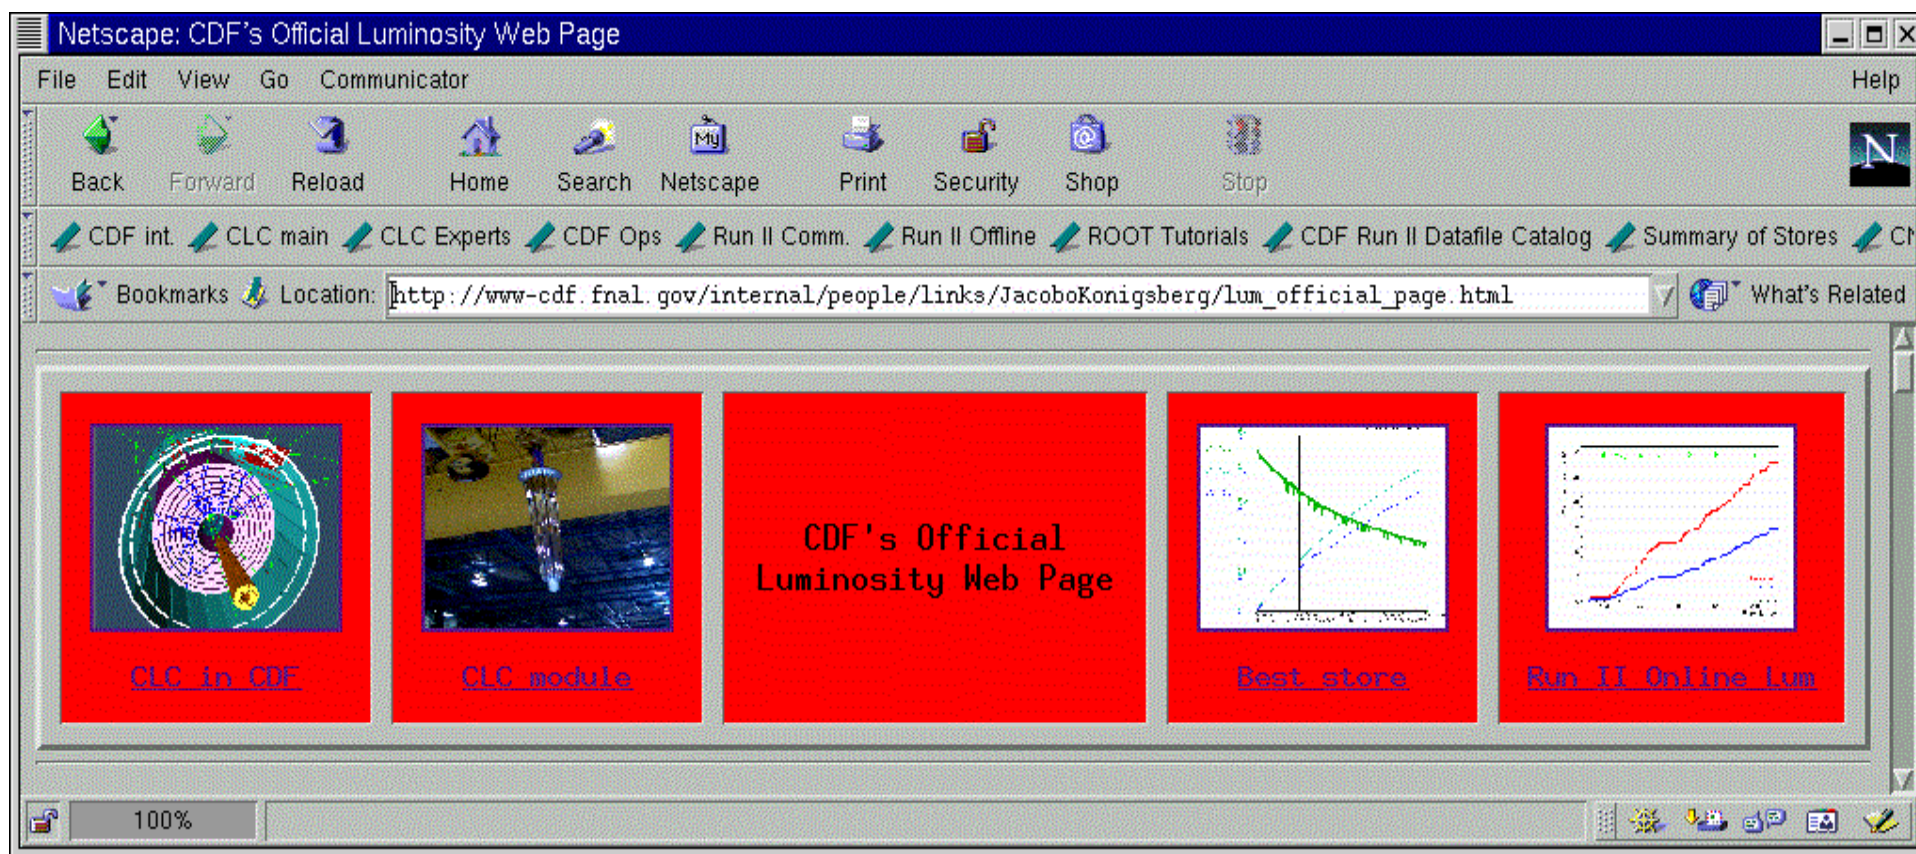 Netscape: CDF's Official Luminosity Web Page
File Edit View Go Communicator Help
Back Forward Reload Home Search Netscape Print Security Shop Stop
My
N
CDF int. CLC main CLC Experts CDF Ops Run II Comm. Run II Offline ROOT Tutorials CDF Run II Datafile Catalog Summary of Stores
Bookmarks Location: http://www-cdf.fnal.gov/internal/people/links/JacoboKonigsberg/lum_official_page.html What's Related
CDF's Official
Luminosity Web Page
CLC in CDF CLC module Best store Run II Online Lum
100%